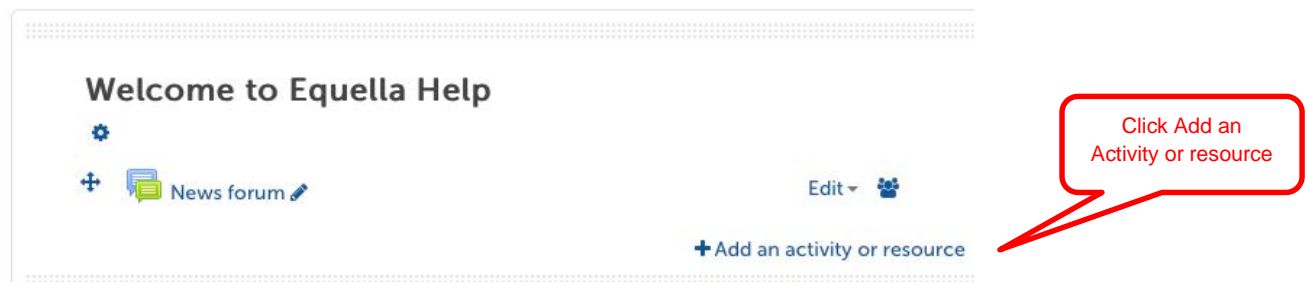 Welcome to Equella Help
Click Add an
Activity or resource
News forum
Edit
+Add an activity or resource